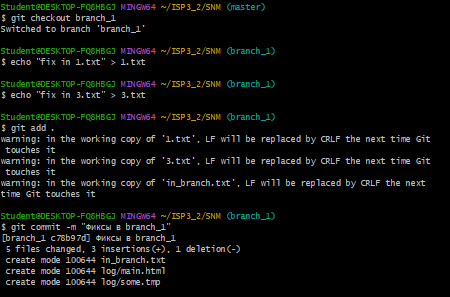 Student@DESKTOP-FQ8HBGJ MINGW64 ~/ISP3_2/SNM (master)
$ git checkout branch_1
Switched to branch 'branch_1'
Student@DESKTOP-FQ8HBGJ MINGW64 ~/ISP3_2/SNM (branch_1)
$ echo "fix in 1.txt" > 1.txt
Student@DESKTOP-FQ8HBGJ MINGW64 ~/ISP3_2/SNM (branch_1)
$ echo "fix in 3.txt" > 3.txt
Student@DESKTOP-FQ8HBGJ MINGW64 ~/ISP3_2/SNM (branch_1)
$ git add .
warning: in the working copy of '1.txt', LF will be replaced by CRLF the next time Git
touches it
warning: in the working copy of '3.txt', LF will be replaced by CRLF the next time Git
touches it
warning: in the working copy of 'in_branch.txt', LF will be replaced by CRLF the next
time Git touches it
Student@DESKTOP-FQ8HBGJ MINGW64 ~/ISP3_2/SNM (branch_1)
$ git commit -m "Фиксы в branch_1"
[branch_1 c78b97d] Фиксы в branch_1
5 files changed, 3 insertions(+), 1 deletion(-)
create mode 100644 in_branch.txt
create mode 100644 log/main.html
create mode 100644 log/some.tmp